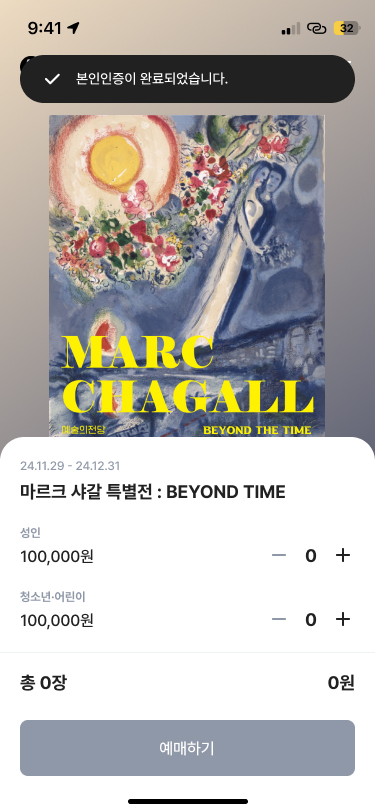 9:41
32
본인인증이 완료되었습니다.
MARC
CHAGALL
예술의전당 BEYOND THE TIME
24.11.29 - 24.12.31
마르크 샤갈 특별전 : BEYOND TIME
성인
100,000원 0
청소년·어린이
100,000원 0
총 0장 0원
예매하기